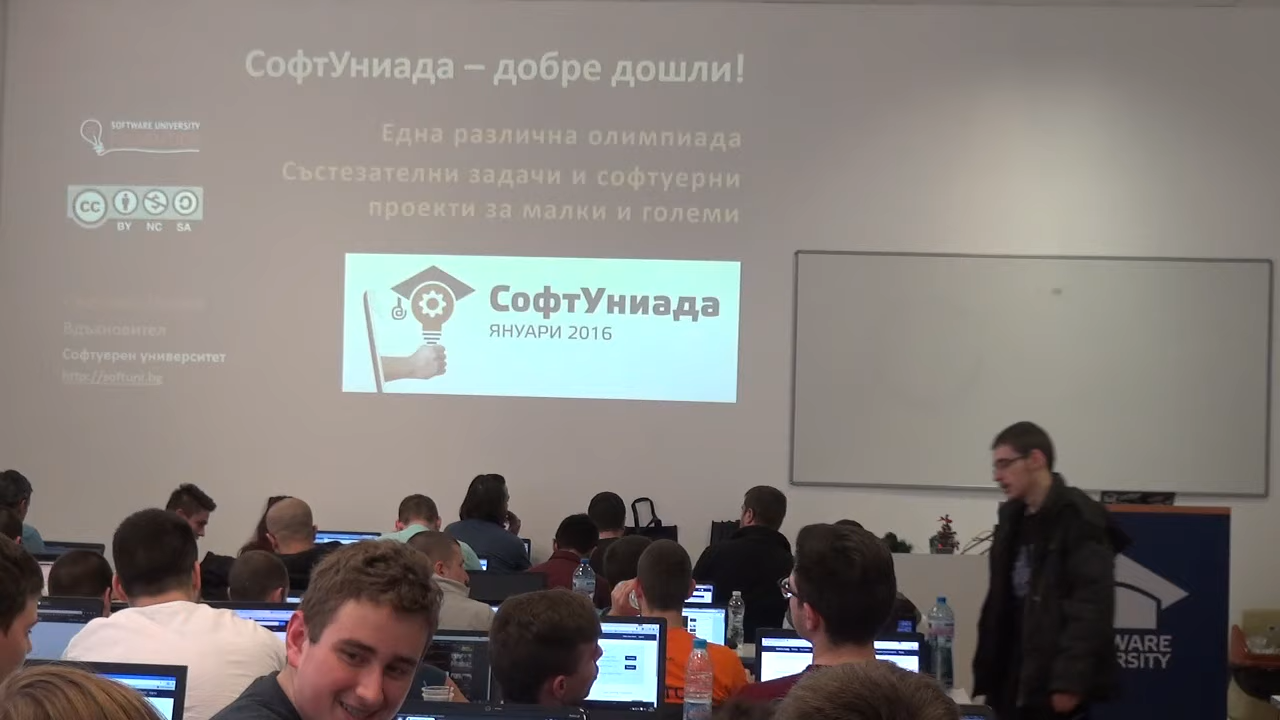 СофтУниада – добре дошли!
SOFTWARE UNIVERSITY
Една различна олимпиада
Състезателни задачи и софтуерни
проекти за малки и големи
CC
BY NC SA
СофтУниада
ЯНУАРИ 2016
Вдъхновител
Софтуерен университет
http://softuni.bg
WARE
RSITY